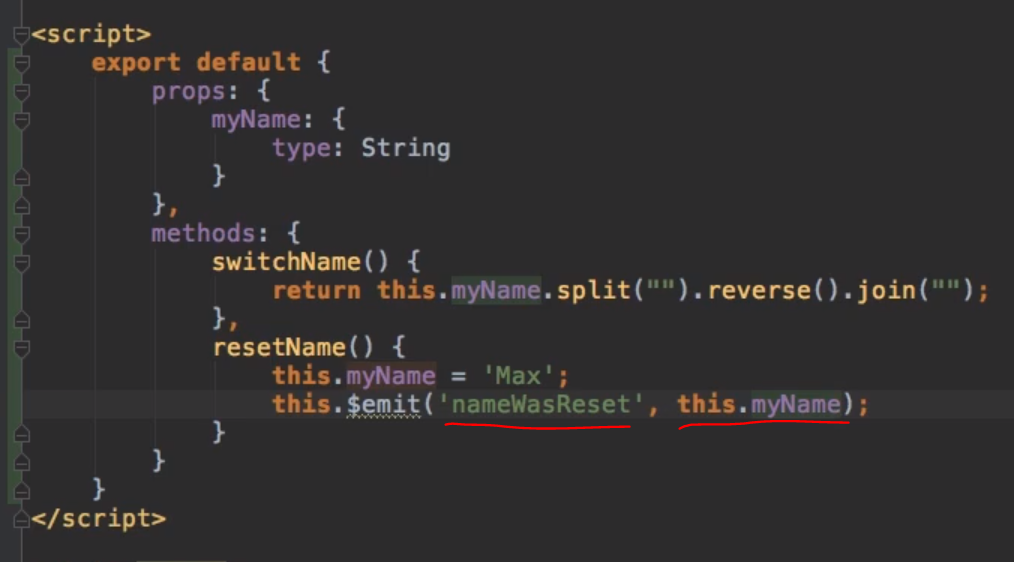 <script>
    export default {
        props: {
            myName: {
                type: String
            }
        },
        methods: {
            switchName() {
                return this.myName.split("").reverse().join("");
            },
            resetName() {
                this.myName = 'Max';
                this.$emit('nameWasReset', this.myName);
            }
        }
    }
</script>